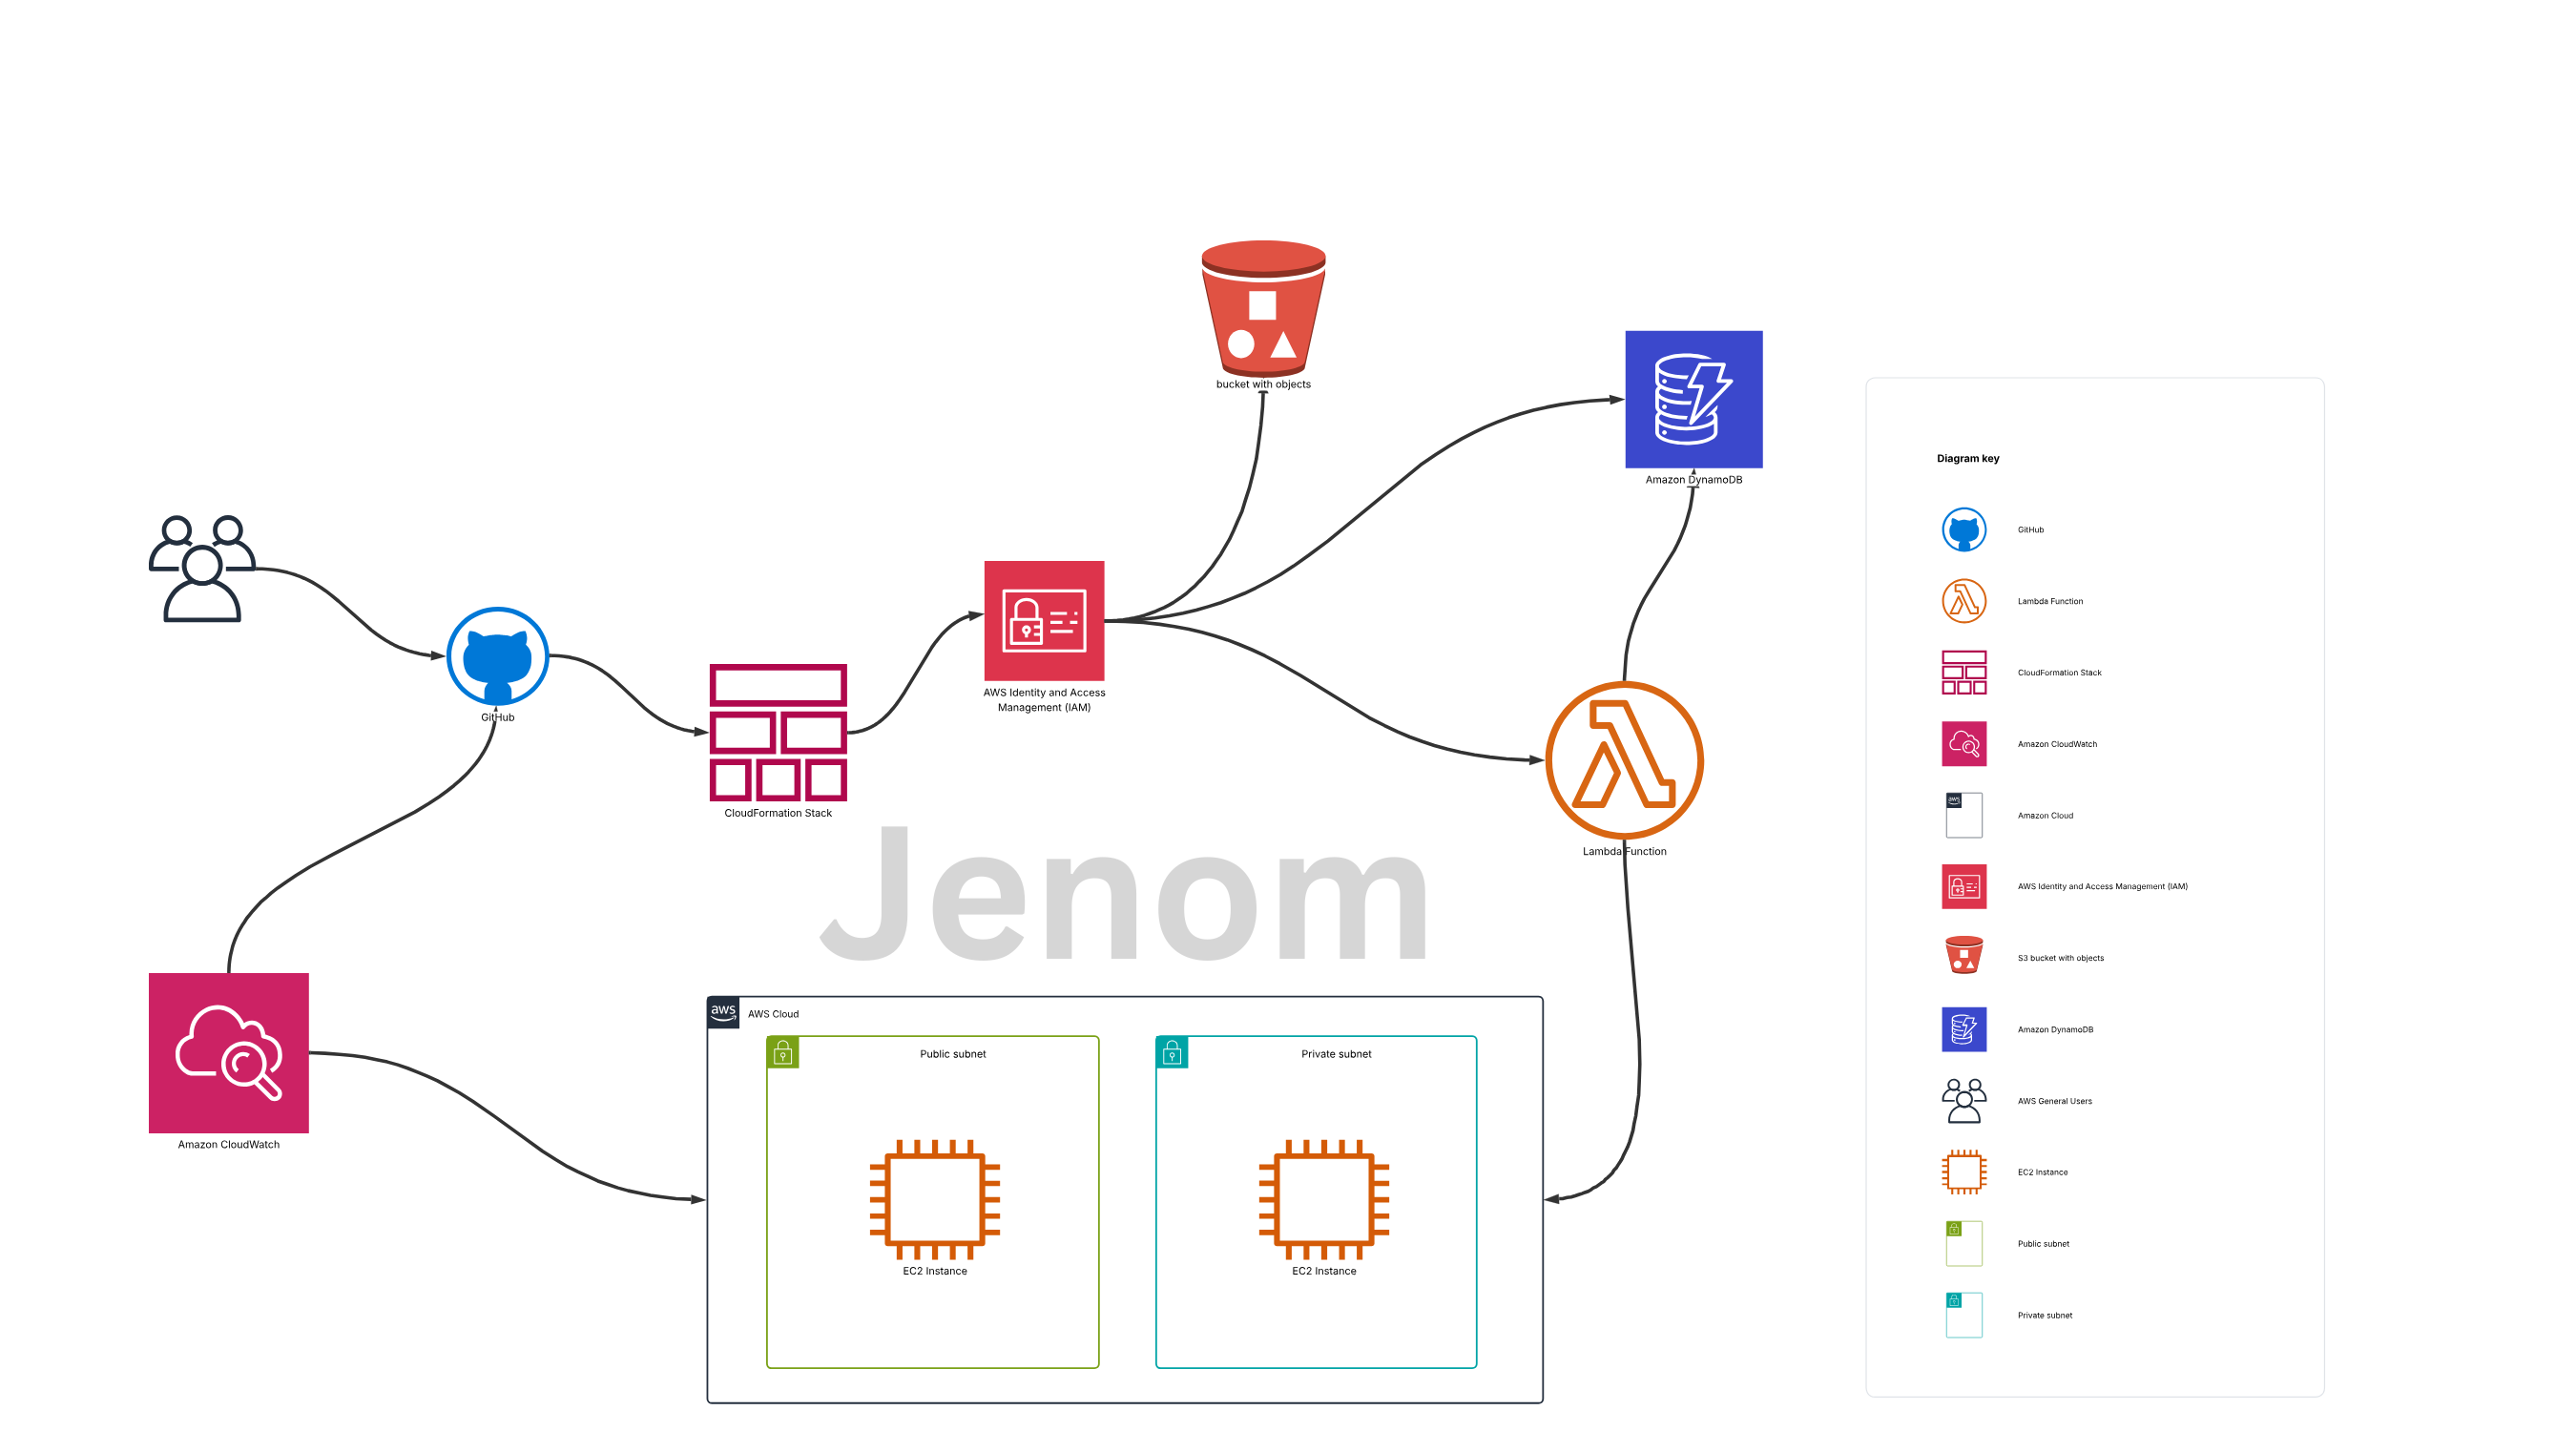 bucket with objects
Amazon DynamoDB
GitHub
AWS Identity and Access
Management (IAM)
CloudFormation Stack
Lambda Function
Jenom
Amazon CloudWatch
aws
AWS Cloud
Public subnet
EC2 Instance
Private subnet
EC2 Instance
Diagram key
GitHub
Lambda Function
CloudFormation Stack
Amazon CloudWatch
aws
Amazon Cloud
AWS Identity and Access Management (IAM)
S3 bucket with objects
Amazon DynamoDB
AWS General Users
EC2 Instance
Public subnet
Private subnet